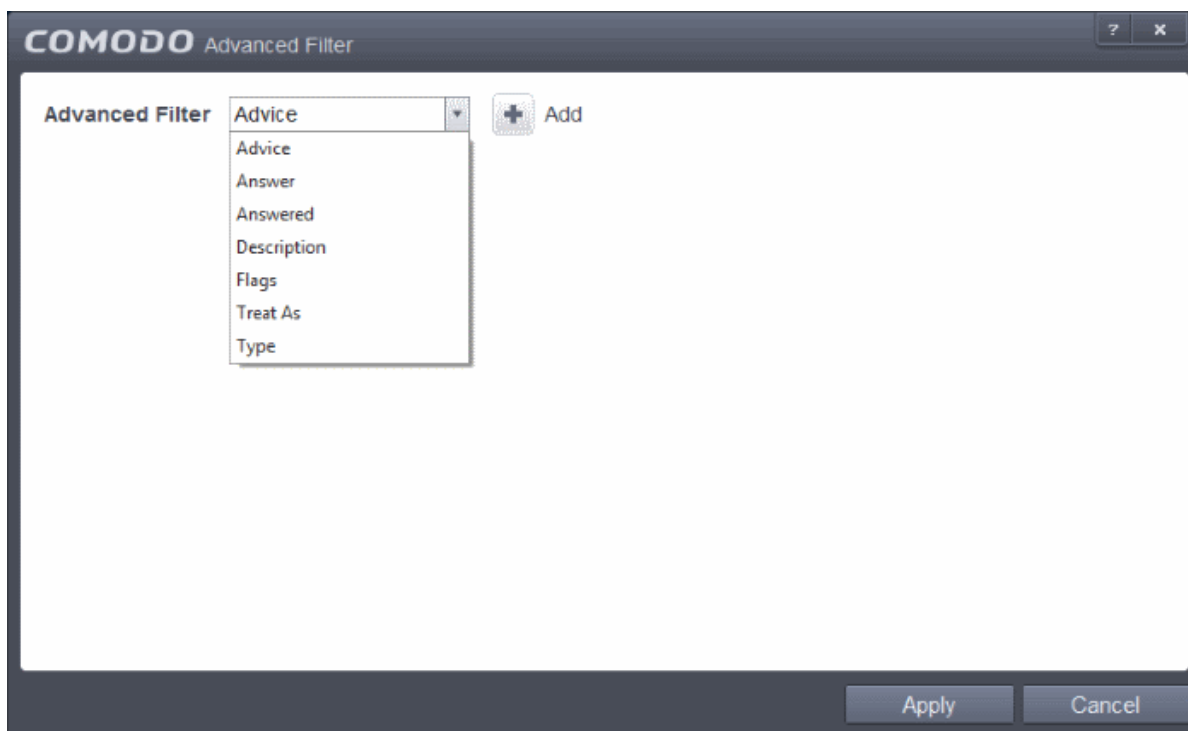 COMODO Advanced Filter
? x
Advanced Filter Advice + Add
Advice
Answer
Answered
Description
Flags
Treat As
Type
Apply Cancel